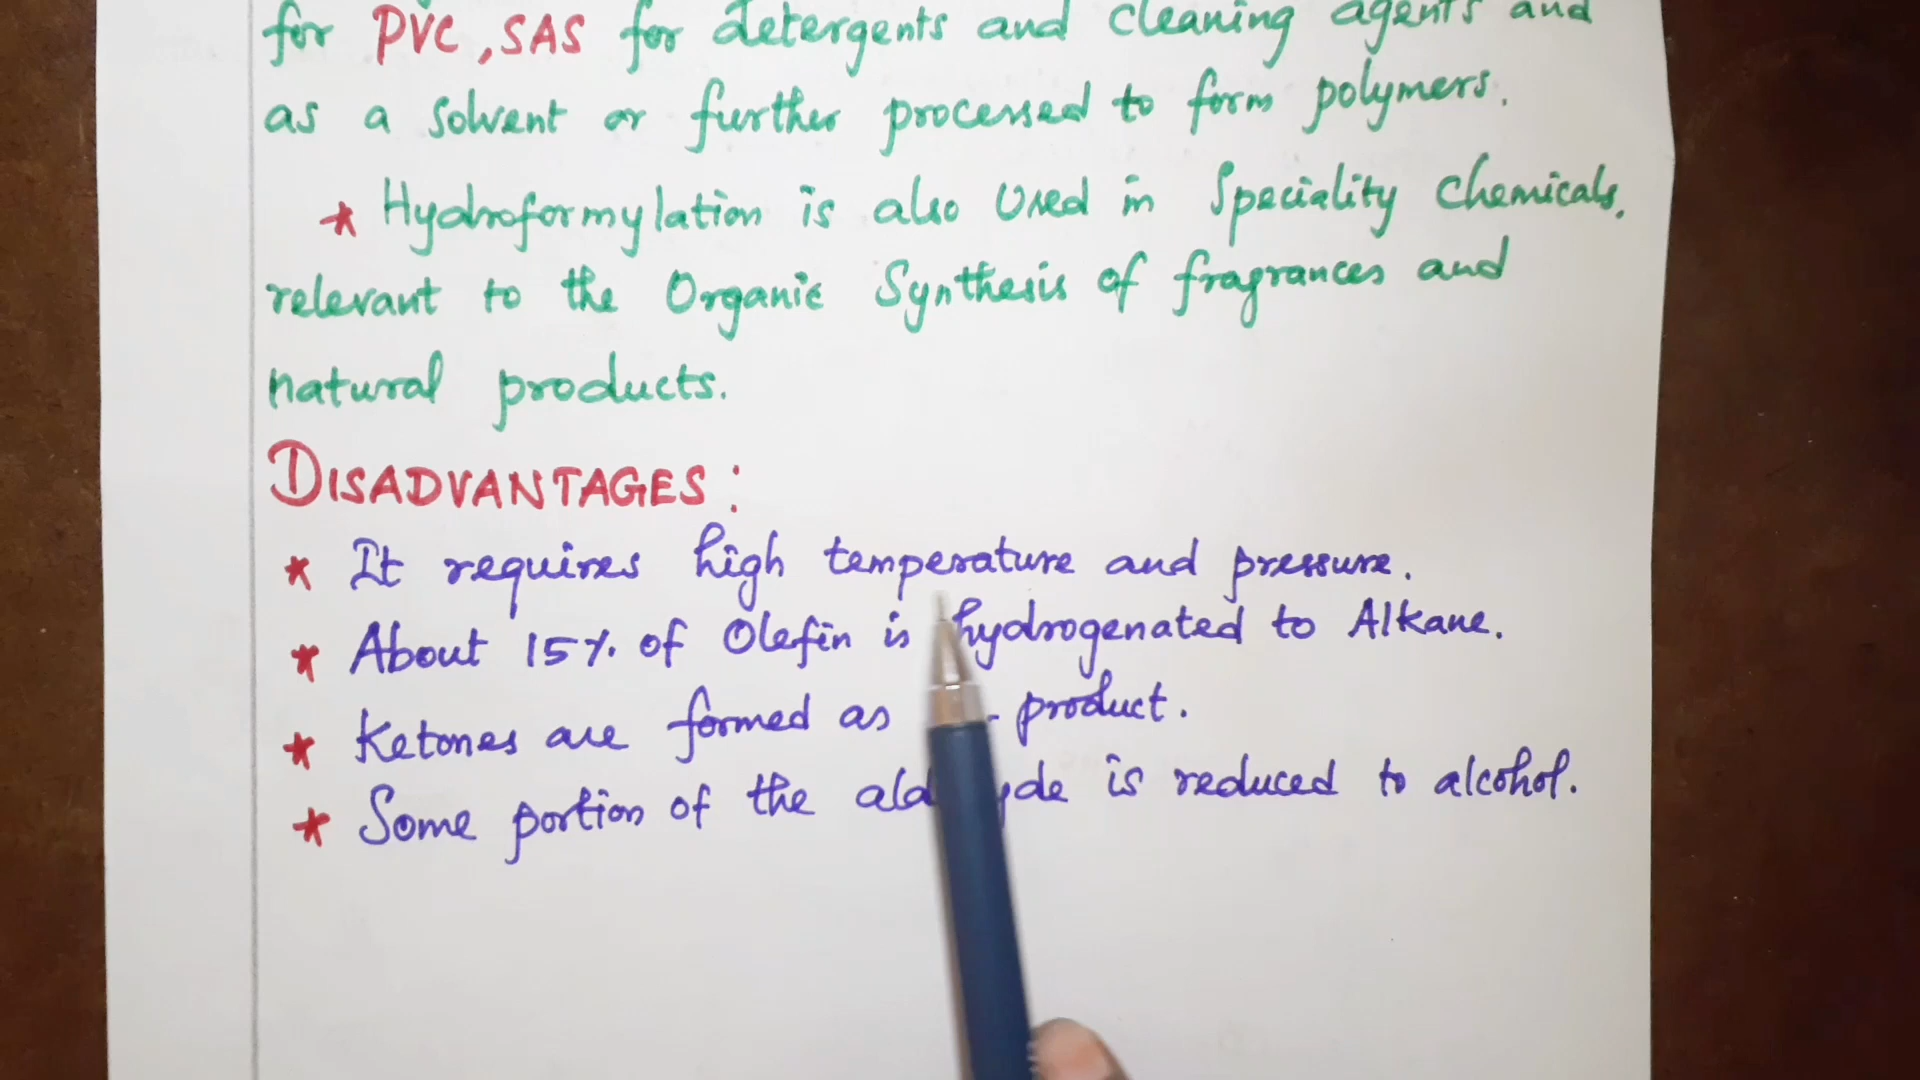 for PVC, SAS for detergents and cleaning agents and
as a solvent or further processed to form polymers.
* Hydroformylation is also used in Speciality Chemicals,
relevant to the Organic Synthesis of fragrances and
natural products.
DISADVANTAGES:
* It requires high temperature and pressure.
* About 15% of Olefin is hydrogenated to Alkane.
* Ketones are formed as - product.
* Some portion of the is reduced to alcohol.